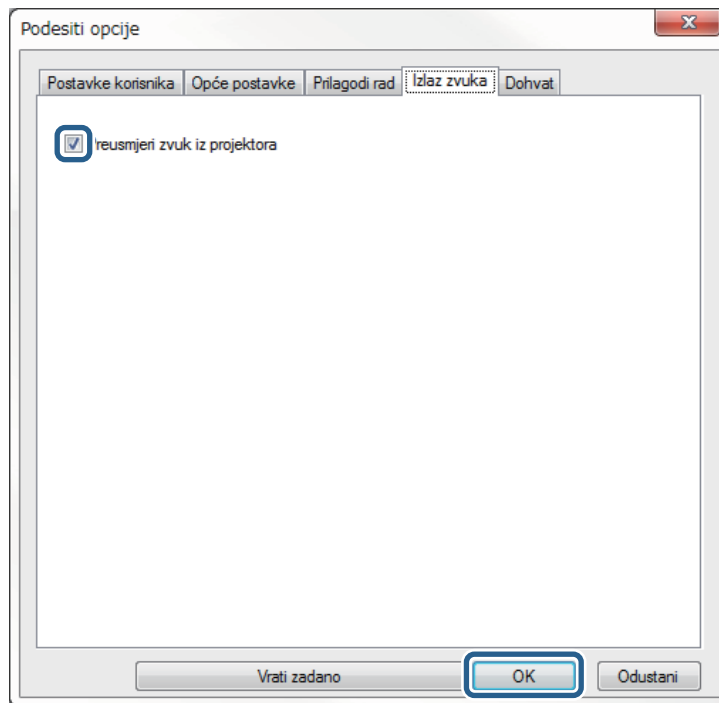 Podesiti opcije
Postavke korisnika Opće postavke Prilagodi rad Izlaz zvuka Dohvat
reusmjeri zvuk iz projektora
Vrati zadano OK Odustani